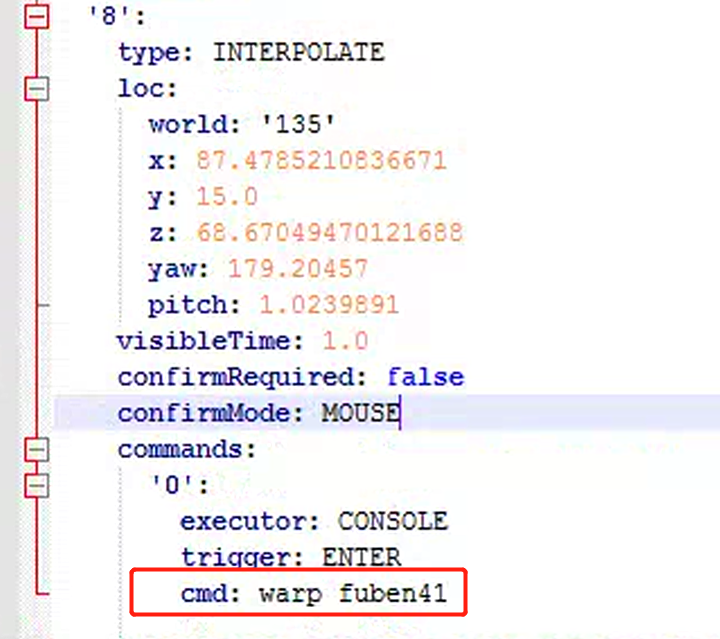 '8':
type: INTERPOLATE
loc:
world: '135'
x: 87.4785210836671
y: 15.0
z: 68.67049470121688
yaw: 179.20457
pitch: 1.0239891
visibleTime: 1.0
confirmRequired: false
confirmMode: MOUSE
commands:
'0':
executor: CONSOLE
trigger: ENTER
cmd: warp fuben41